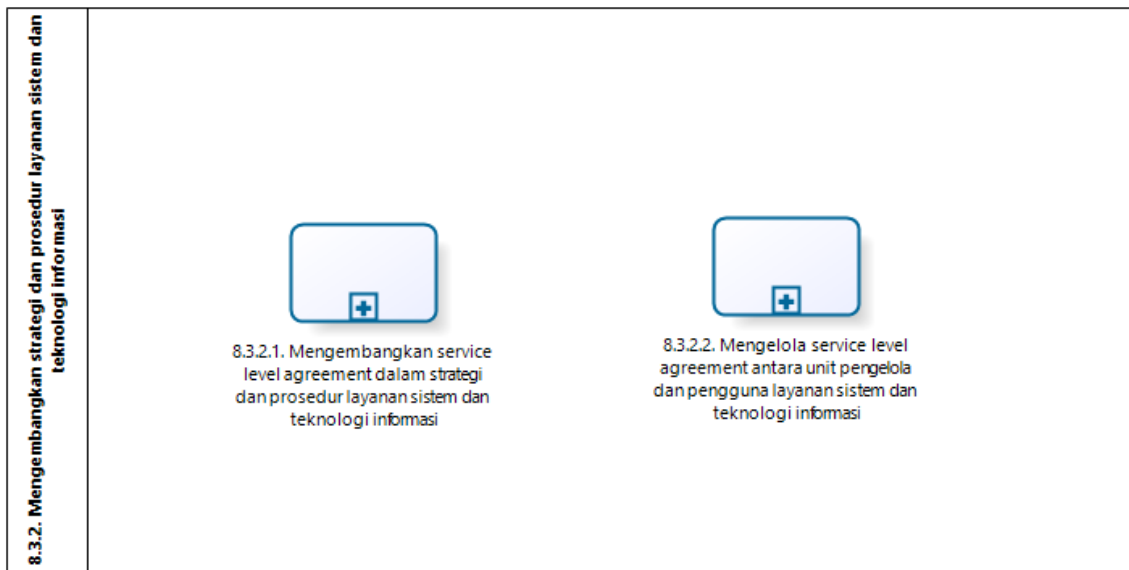 8.3.2. Mengembangkan strategi dan prosedur layanan sistem dan
teknologi informasi
8.3.2.1. Mengembangkan service
level agreement dalam strategi
dan prosedur layanan sistem dan
teknologi informasi
8.3.2.2. Mengelola service level
agreement antara unit pengelola
dan pengguna layanan sistem dan
teknologi informasi